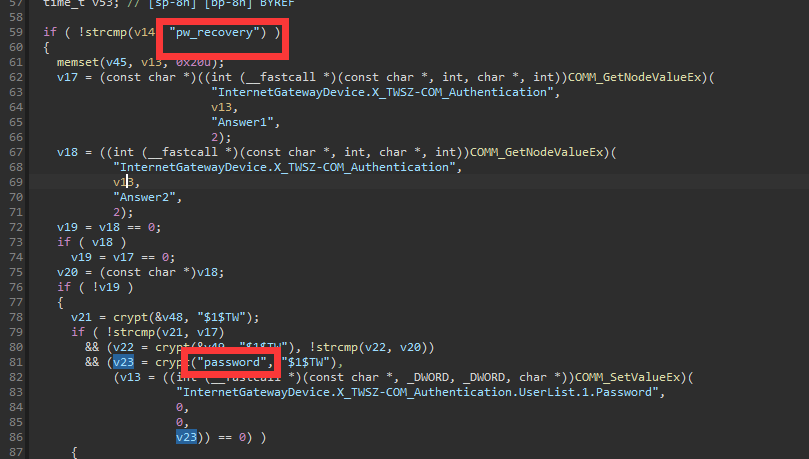 57 time_t v53; // [sp-8h] [bp-8h] BYREF
58
59 if ( !strcmp(v14, "pw_recovery") )
60 {
61 memset(v45, v13, 0x20u);
62 v17 = (const char *)((int (__fastcall *)(const char *, int, char *, int))COMM_GetNodeValueEx)(
63 "InternetGatewayDevice.X_TWSZ-COM_Authentication",
64 v13,
65 "Answer1",
66 2);
67 v18 = ((int (__fastcall *)(const char *, int, char *, int))COMM_GetNodeValueEx)(
68 "InternetGatewayDevice.X_TWSZ-COM_Authentication",
69 v13,
70 "Answer2",
71 2);
72 v19 = v18 == 0;
73 if ( v18 )
74 v19 = v17 == 0;
75 v20 = (const char *)v18;
76 if ( !v19 )
77 {
78 v21 = crypt(&v48, "$1$TW");
79 if ( !strcmp(v21, v17)
80 && (v22 = crypt(&v49, "$1$TW"), !strcmp(v22, v20))
81 && (v23 = crypt("password", "$1$TW"),
82 (v13 = ((int (__fastcall *)(const char *, _DWORD, _DWORD, char *))COMM_SetValueEx)(
83 "InternetGatewayDevice.X_TWSZ-COM_Authentication.UserList.1.Password",
84 0,
85 0,
86 v23)) == 0) )
87 {